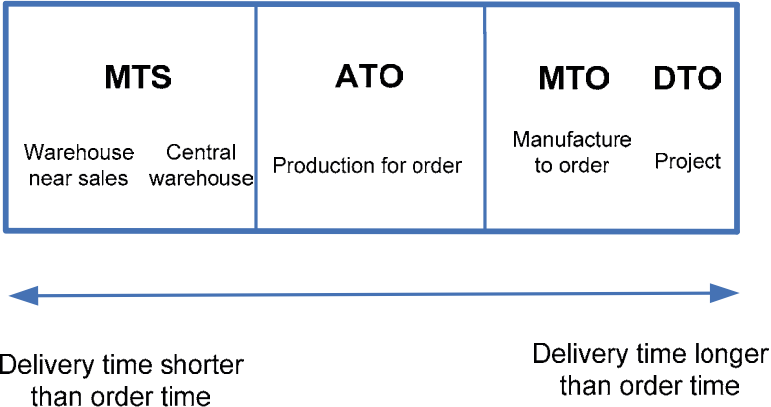 MTS
ATO
MTO
DTO
Warehouse
near sales
Central
warehouse
Production for order
Manufacture
to order
Project
Delivery time shorter
than order time
Delivery time longer
than order time